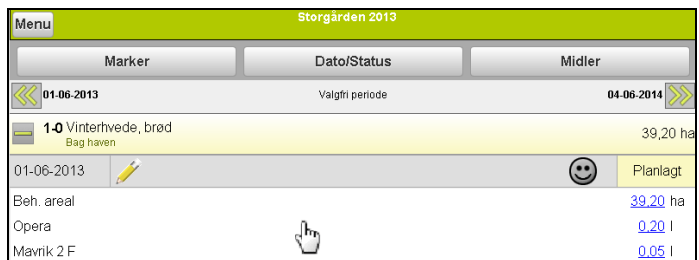 Menu Storgården 2013
Marker Dato/Status Midler
01-06-2013 Valgfri periode 04-06-2014
1-0 Vinterhvede, brød 39,20 ha
Bag haven
01-06-2013 Planlagt
Beh. areal 39,20 ha
Opera 0,20 l
Mavrik 2 F 0,05 l